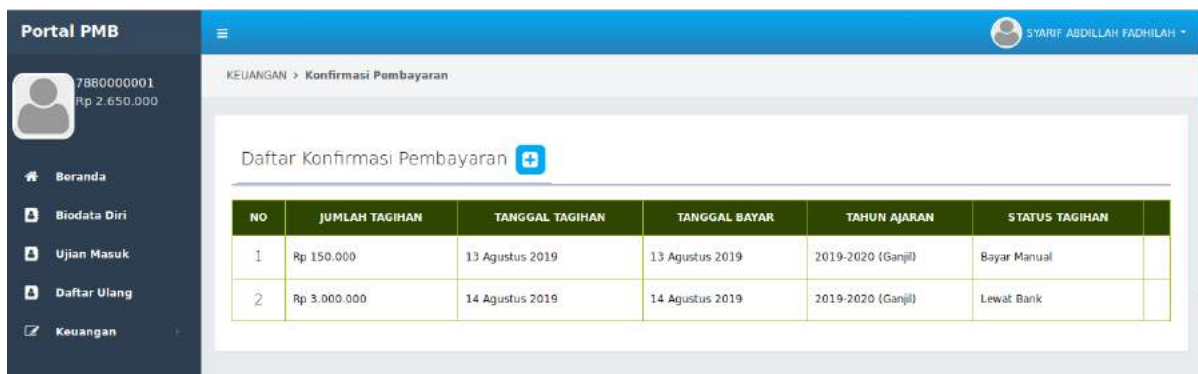 Portal PMB
SYARIF ABDILLAH FADHILAH
7880000001
Rp 2.650.000
KEUANGAN > Konfirmasi Pembayaran
Beranda
Biodata Diri
Ujian Masuk
Daftar Ulang
Keuangan
Daftar Konfirmasi Pembayaran
NO JUMLAH TAGIHAN TANGGAL TAGIHAN TANGGAL BAYAR TAHUN AJARAN STATUS TAGIHAN
1 Rp 150.000 13 Agustus 2019 13 Agustus 2019 2019-2020 (Ganjil) Bayar Manual
2 Rp 3.000.000 14 Agustus 2019 14 Agustus 2019 2019-2020 (Ganjil) Lewat Bank